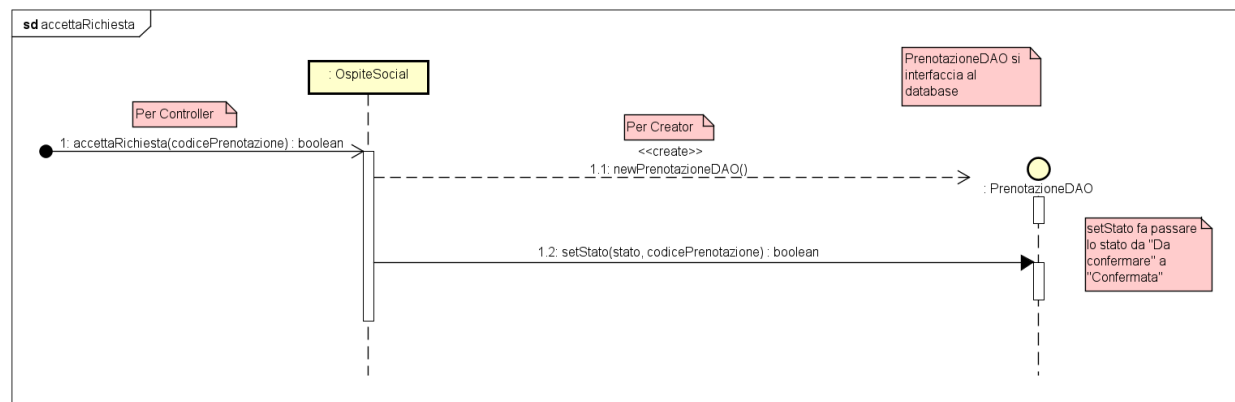 sd accettaRichiesta
: OspiteSocial
PrenotazioneDAO si
interfaccia al
database
Per Controller
1: accettaRichiesta(codicePrenotazione) : boolean
Per Creator
<<create>>
1.1: newPrenotazioneDAO()
: PrenotazioneDAO
setStato fa passare
lo stato da "Da
confermare" a
"Confermata"
1.2: setStato(stato, codicePrenotazione) : boolean